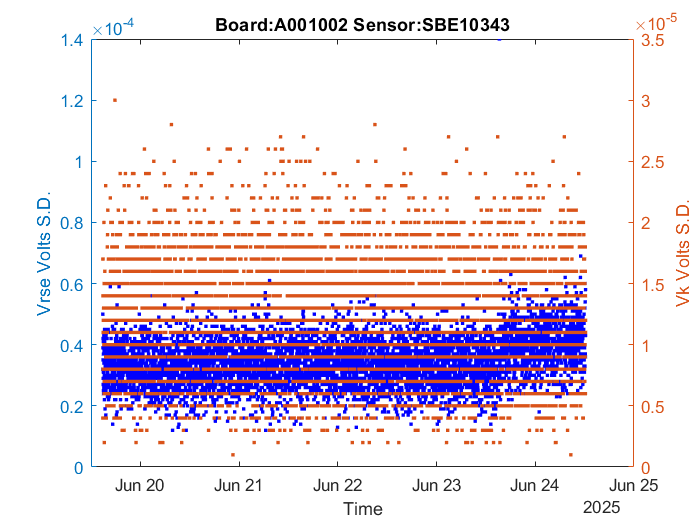 Board:A001002 Sensor:SBE10343
×10⁻⁴
×10⁻⁵
1.4
1.2
1
0.8
0.6
0.4
0.2
0
Vrse Volts S.D.
3.5
3
2.5
2
1.5
1
0.5
0
Vk Volts S.D.
Jun 20
Jun 21
Jun 22
Jun 23
Jun 24
Jun 25
Time
2025